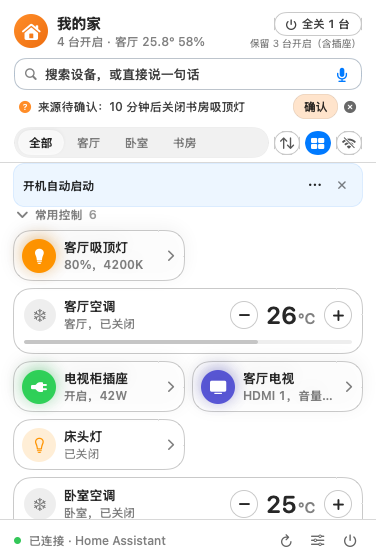 我的家
全关 1 台
4 台开启 · 客厅 25.8° 58%
保留 3 台开启（含插座）
搜索设备，或直接说一句话
来源待确认：10 分钟后关闭书房吸顶灯
确认
全部 客厅 卧室 书房
开机自动启动
常用控制 6
客厅吸顶灯
80%，4200K
客厅空调
客厅，已关闭
26°C
电视柜插座
开启，42W
客厅电视
HDMI 1，音量...
床头灯
已关闭
卧室空调
卧室，已关闭
25°C
已连接 · Home Assistant